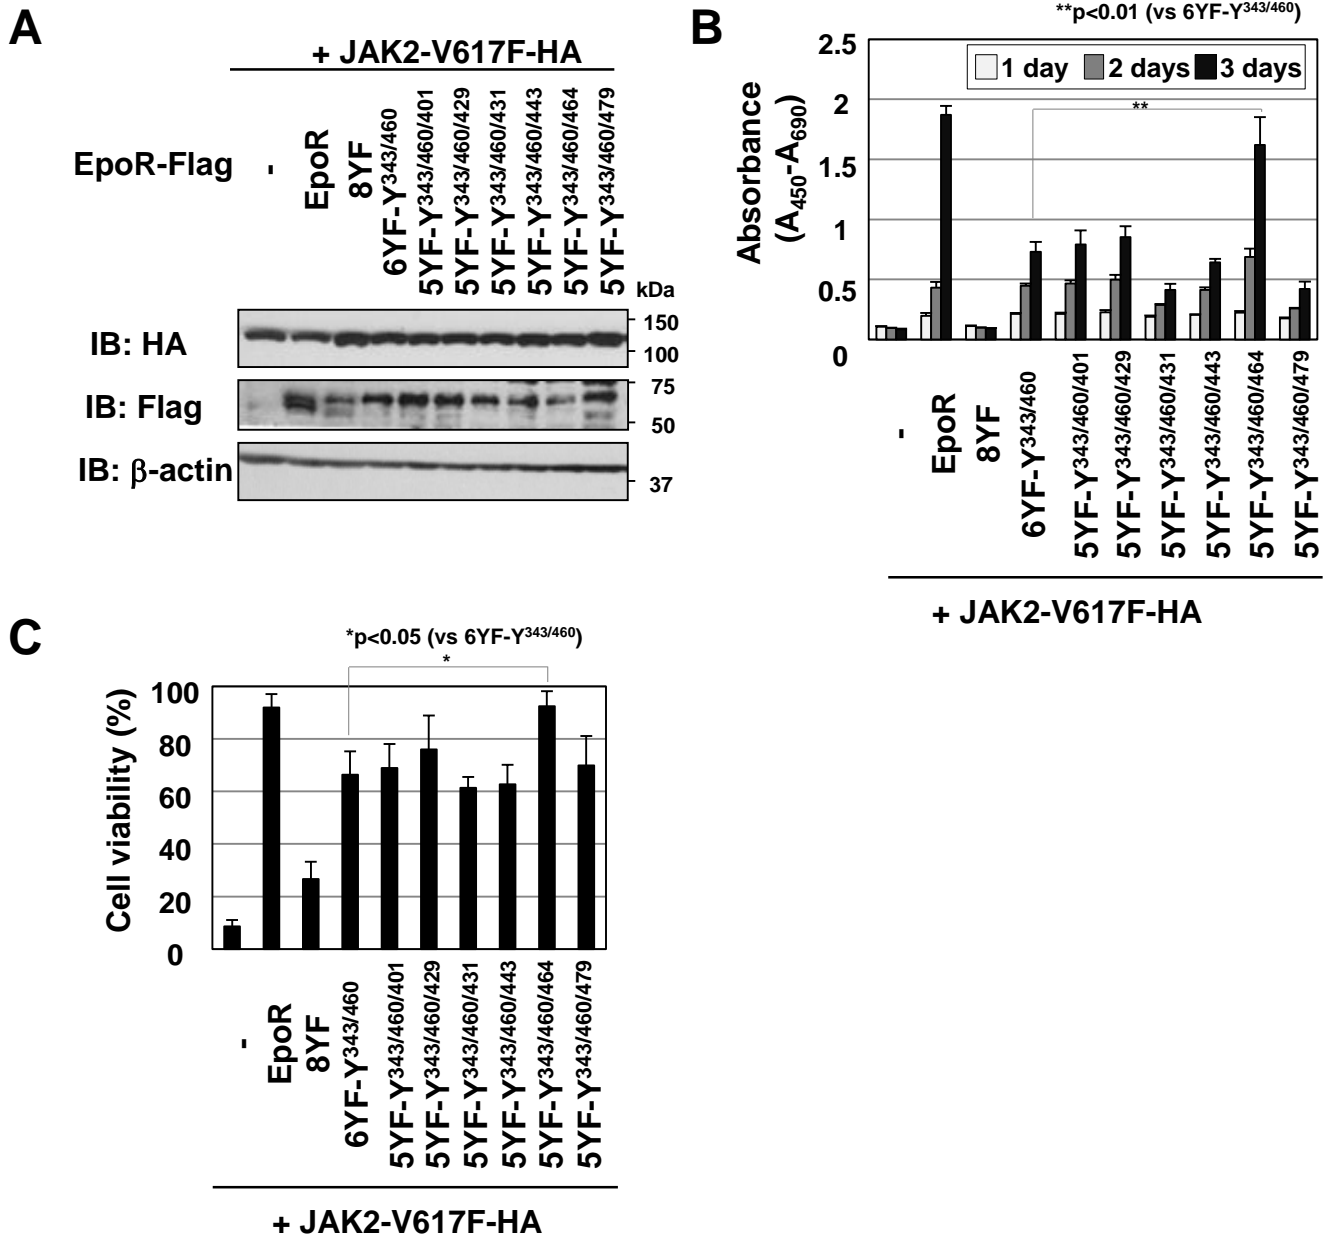 A
+ JAK2-V617F-HA
EpoR-Flag
-
EpoR
8YF
6YF-Y343/460
5YF-Y343/460/401
5YF-Y343/460/429
5YF-Y343/460/431
5YF-Y343/460/443
5YF-Y343/460/464
5YF-Y343/460/479
kDa
IB: HA
150
100
IB: Flag
75
50
IB: β-actin
37
B
**p<0.01 (vs 6YF-Y343/460)
Absorbance
(A450-A690)
2.5
2
1.5
1
0.5
0
1 day
2 days
3 days
**
-
EpoR
8YF
6YF-Y343/460
5YF-Y343/460/401
5YF-Y343/460/429
5YF-Y343/460/431
5YF-Y343/460/443
5YF-Y343/460/464
5YF-Y343/460/479
+ JAK2-V617F-HA
C
*p<0.05 (vs 6YF-Y343/460)
*
Cell viability (%)
100
80
60
40
20
0
-
EpoR
8YF
6YF-Y343/460
5YF-Y343/460/401
5YF-Y343/460/429
5YF-Y343/460/431
5YF-Y343/460/443
5YF-Y343/460/464
5YF-Y343/460/479
+ JAK2-V617F-HA